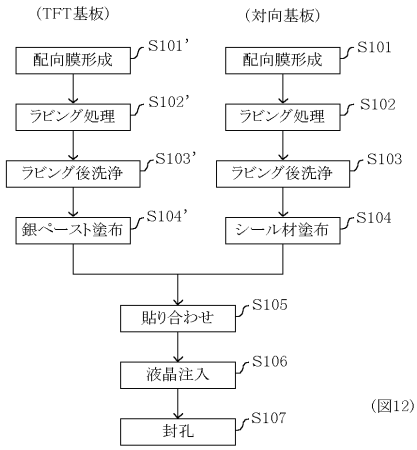 (TFT基板)
(対向基板)
配向膜形成 S101’
配向膜形成 S101
ラビング処理 S102’
ラビング処理 S102
ラビング後洗浄 S103’
ラビング後洗浄 S103
銀ペースト塗布 S104’
シール材塗布 S104
貼り合わせ S105
液晶注入 S106
封孔 S107
(図12)